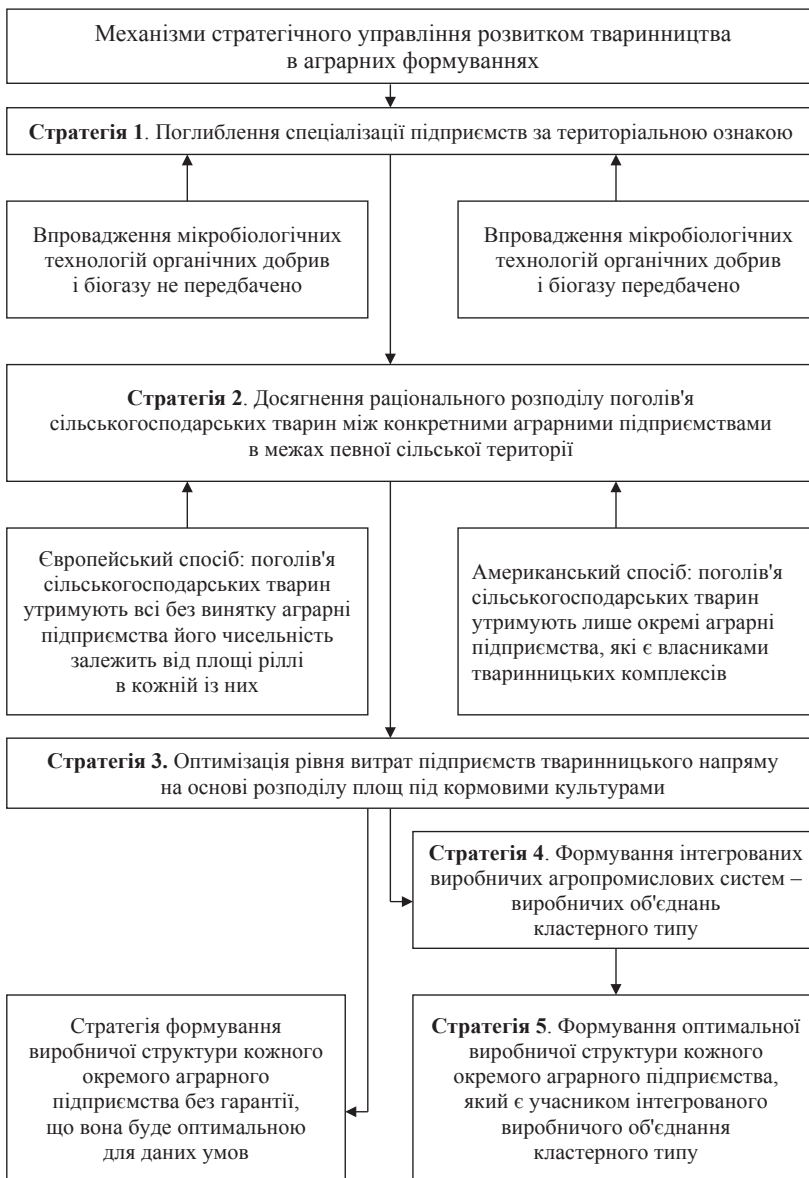 Механізми стратегічного управління розвитком тваринництва
в аграрних формуваннях
Стратегія 1. Поглиблення спеціалізації підприємств за територіальною ознакою
Впровадження мікробіологічних
технологій органічних добрив
і біогазу не передбачено
Впровадження мікробіологічних
технологій органічних добрив
і біогазу передбачено
Стратегія 2. Досягнення раціонального розподілу поголів'я
сільськогосподарських тварин між конкретними аграрними підприємствами
в межах певної сільської території
Європейський спосіб: поголів'я
сільськогосподарських тварин
утримують всі без винятку аграрні
підприємства його чисельність
залежить від площі ріллі
в кожній із них
Американський спосіб: поголів'я
сільськогосподарських тварин
утримують лише окремі аграрні
підприємства, які є власниками
тваринницьких комплексів
Стратегія 3. Оптимізація рівня витрат підприємств тваринницького напряму
на основі розподілу площ під кормовими культурами
Стратегія 4. Формування інтегрованих
виробничих агропромислових систем –
виробничих об'єднань
кластерного типу
Стратегія формування
виробничої структури кожного
окремого аграрного
підприємства без гарантії,
що вона буде оптимальною
для даних умов
Стратегія 5. Формування оптимальної
виробничої структури кожного
окремого аграрного підприємства,
який є учасником інтегрованого
виробничого об'єднання
кластерного типу